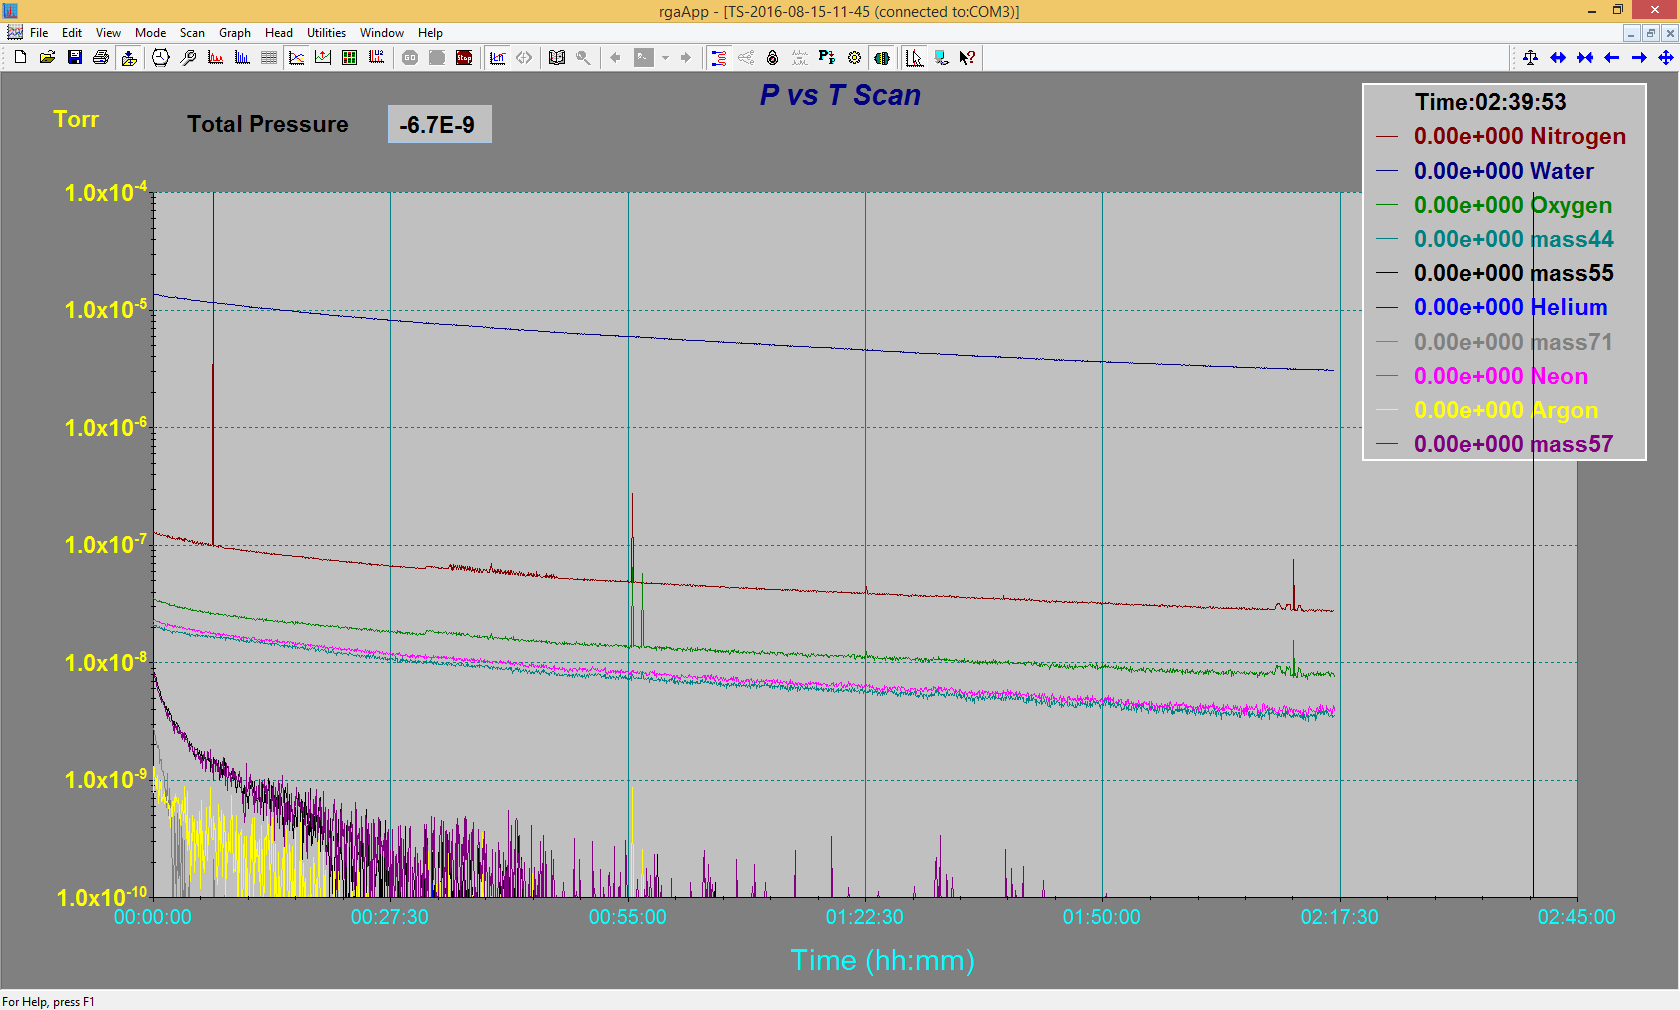 rgaApp - [TS-2016-08-15-11-45 (connected to:COM3)]
File Edit View Mode Scan Graph Head Utilities Window Help
GO Stop
P vs T Scan
Torr
Total Pressure -6.7E-9
Time:02:39:53
0.00e+000 Nitrogen
0.00e+000 Water
0.00e+000 Oxygen
0.00e+000 mass44
0.00e+000 mass55
0.00e+000 Helium
0.00e+000 mass71
0.00e+000 Neon
0.00e+000 Argon
0.00e+000 mass57
1.0x10-4
1.0x10-5
1.0x10-6
1.0x10-7
1.0x10-8
1.0x10-9
1.0x10-10
00:00:00 00:27:30 00:55:00 01:22:30 01:50:00 02:17:30 02:45:00
Time (hh:mm)
For Help, press F1